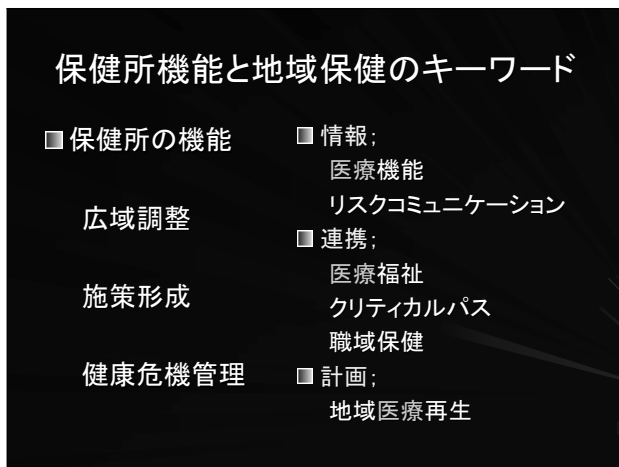 保健所機能と地域保健のキーワード
保健所の機能
広域調整
施策形成
健康危機管理
情報;
医療機能
リスクコミュニケーション
連携;
医療福祉
クリティカルパス
職域保健
計画;
地域医療再生